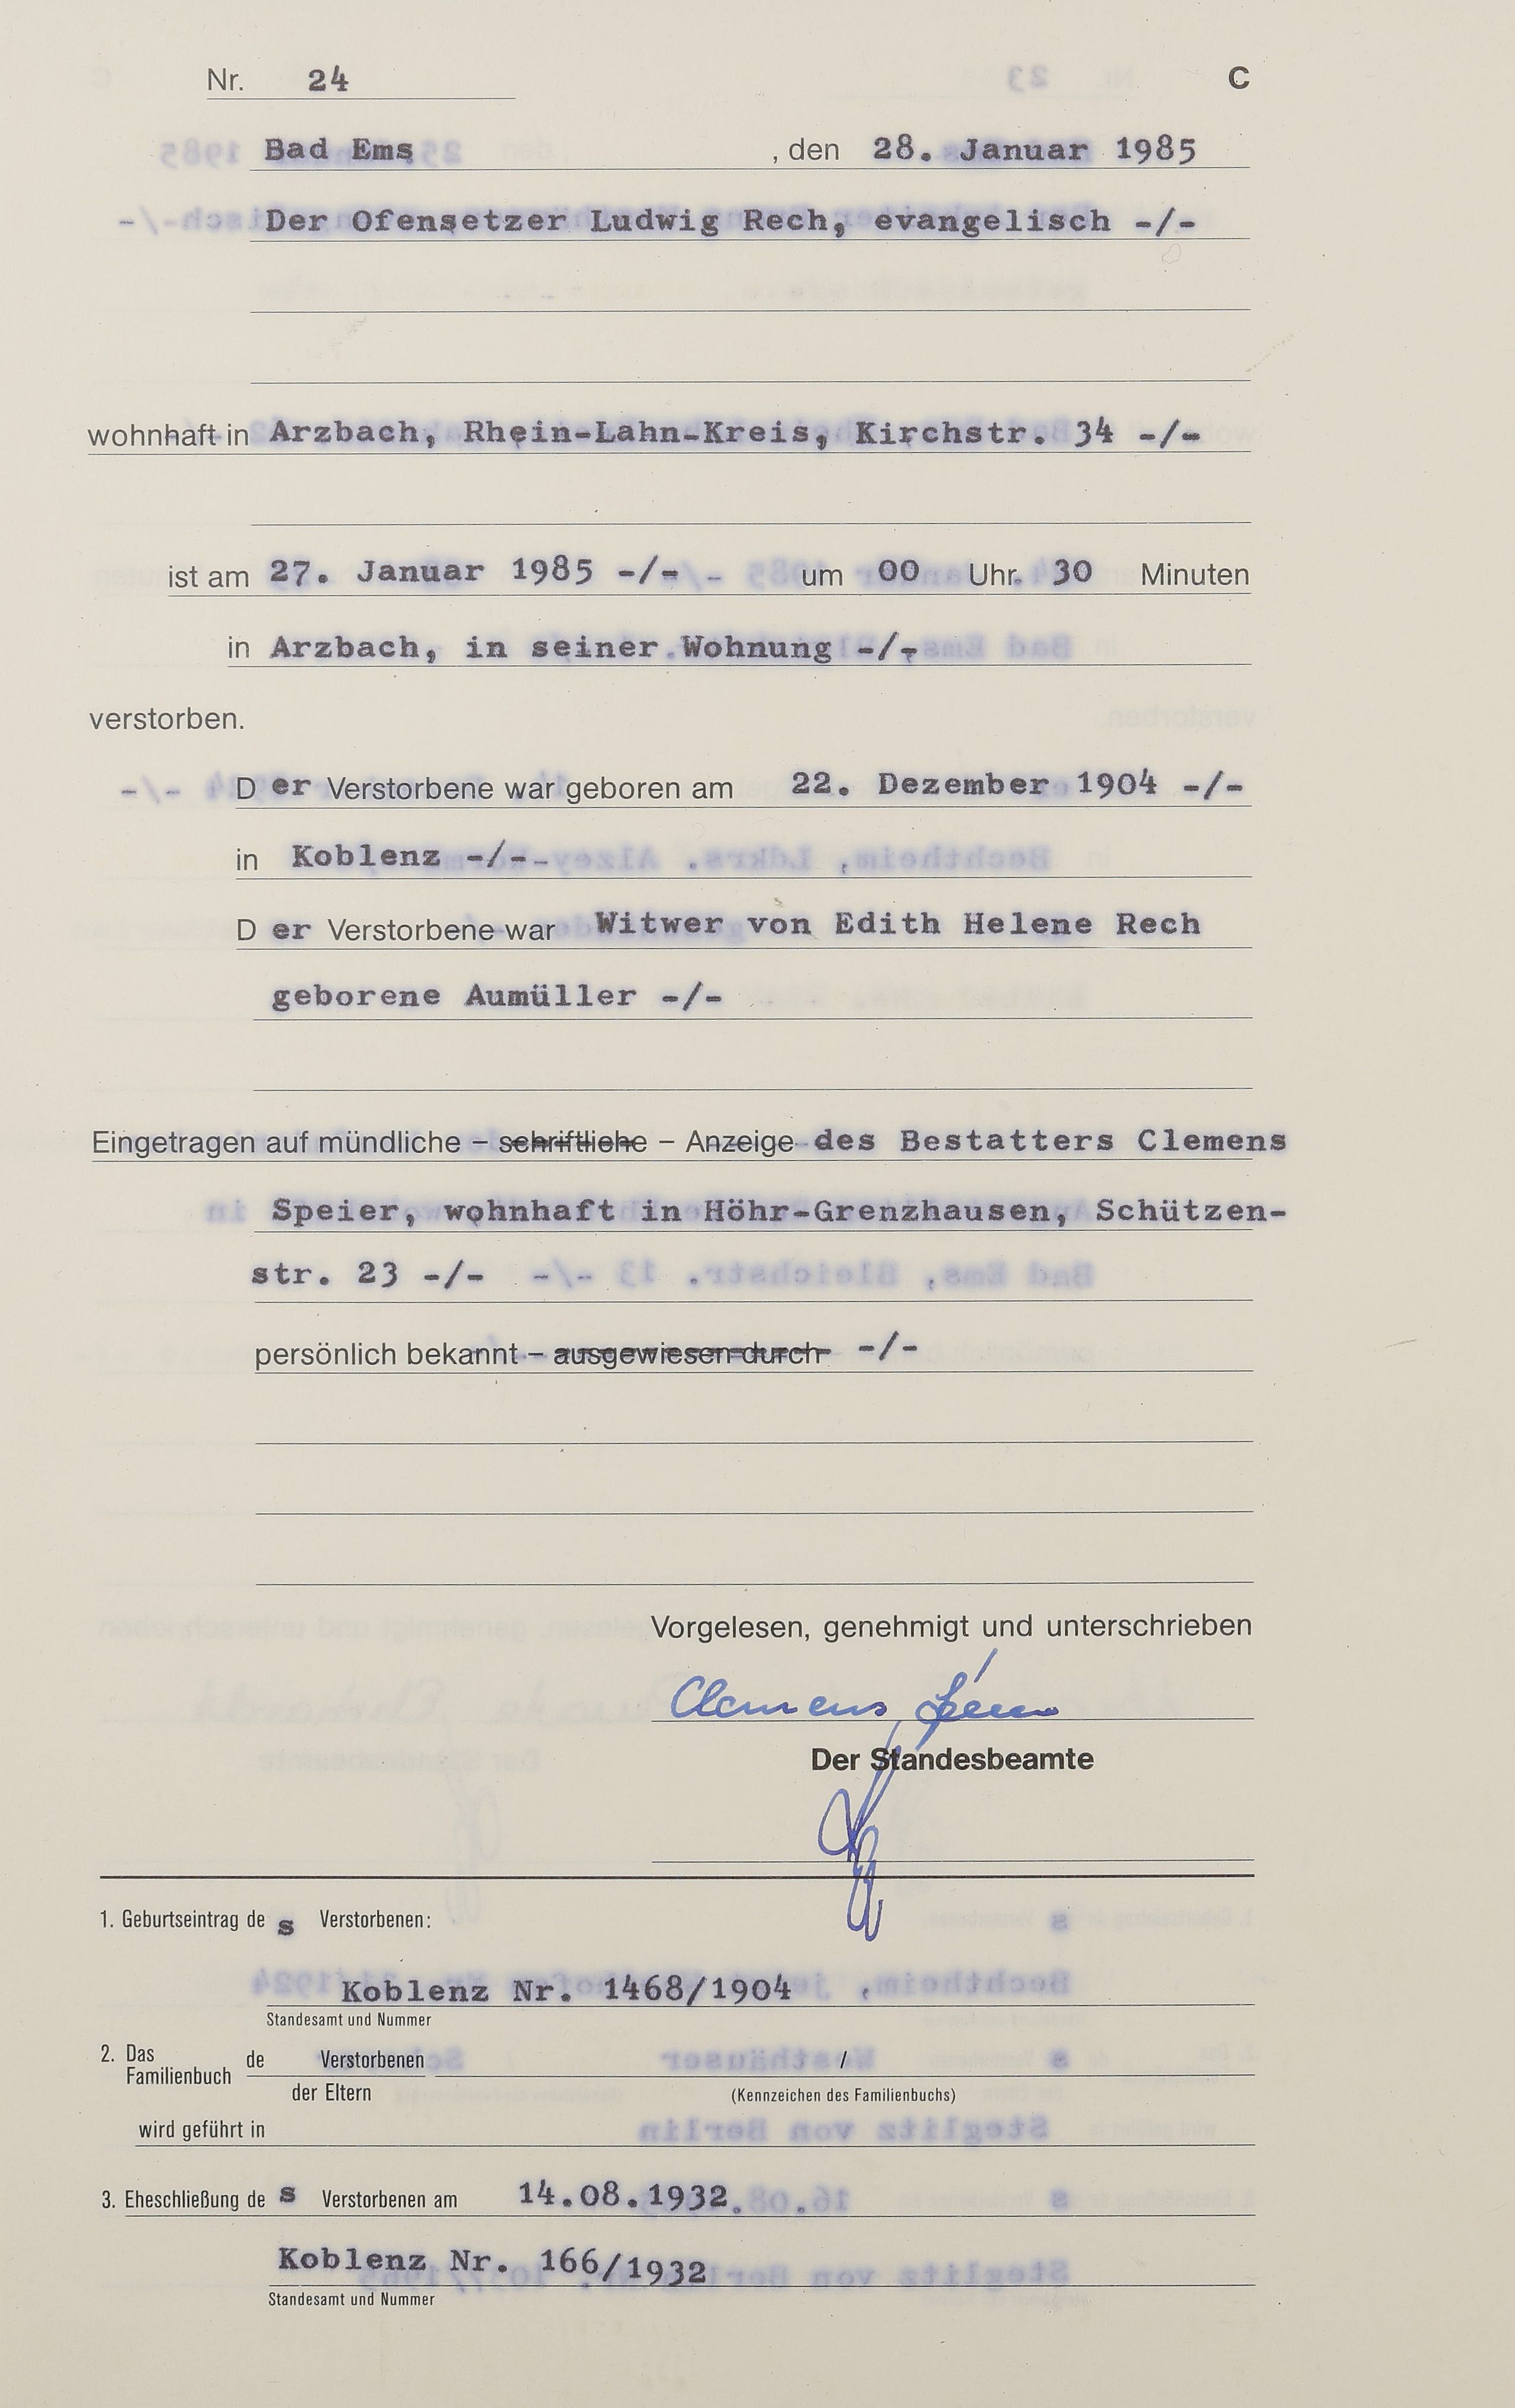 Nr. 24 C
Bad Ems , den 28. Januar 1985
Der Ofensetzer Ludwig Rech, evangelisch -/-
wohnhaft in Arzbach, Rhein-Lahn-Kreis, Kirchstr. 34 -/-
ist am 27. Januar 1985 -/- um 00 Uhr 30 Minuten
in Arzbach, in seiner Wohnung -/-
verstorben.
D er Verstorbene war geboren am 22. Dezember 1904 -/-
in Koblenz -/-
D er Verstorbene war Witwer von Edith Helene Rech
geborene Aumüller -/-
Eingetragen auf mündliche – schriftliche – Anzeige des Bestatters Clemens
Speier, wohnhaft in Höhr-Grenzhausen, Schützen-
str. 23 -/-
persönlich bekannt – ausgewiesen durch -/-
Vorgelesen, genehmigt und unterschrieben
Clemens
Der Standesbeamte
1. Geburtseintrag de s Verstorbenen:
Koblenz Nr. 1468/1904
Standesamt und Nummer
2. Das Familienbuch de Verstorbenen /
der Eltern (Kennzeichen des Familienbuchs)
wird geführt in
3. Eheschließung de s Verstorbenen am 14.08.1932
Koblenz Nr. 166/1932
Standesamt und Nummer